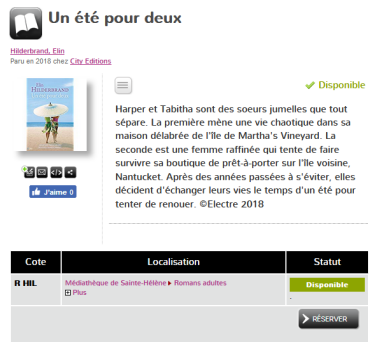 Un été pour deux
Hilderbrand, Elin
Paru en 2018 chez City Editions
Disponible
Elin
HILDERBRAND
Harper et Tabitha sont des soeurs jumelles que tout
sépare. La première mène une vie chaotique dans sa
maison délabrée de l'île de Martha's Vineyard. La
seconde est une femme raffinée qui tente de faire
survivre sa boutique de prêt-à-porter sur l'île voisine,
Nantucket. Après des années passées à s'éviter, elles
décident d'échanger leurs vies le temps d'un été pour
tenter de renouer. ©Electre 2018
J'aime 0
Cote Localisation Statut
R HIL Médiathèque de Sainte-Hélène Romans adultes Disponible
Plus -
RÉSERVER